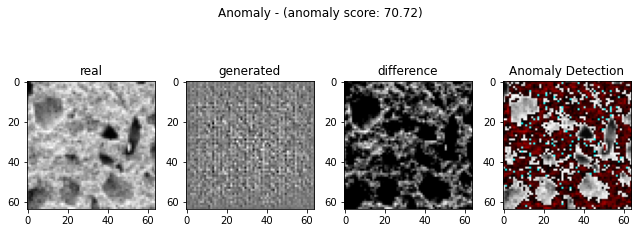 Anomaly - (anomaly score: 70.72)
real generated difference Anomaly Detection
0 0 0 0
20 20 20 20
40 40 40 40
60 60 60 60
0 20 40 60 0 20 40 60 0 20 40 60 0 20 40 60